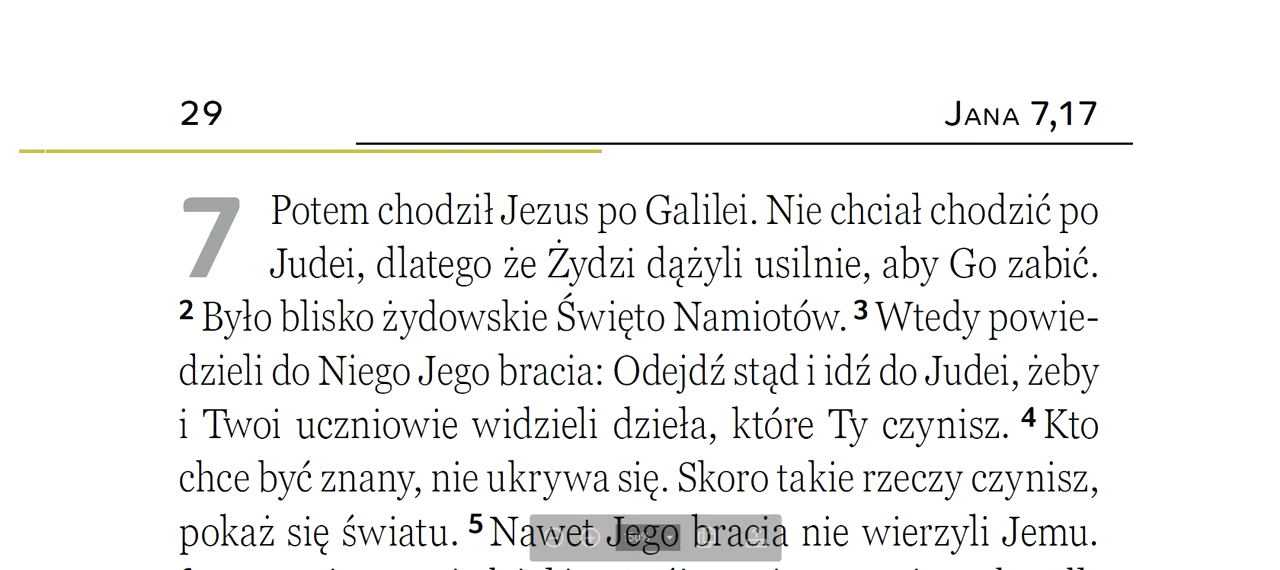 29 Jana 7,17
7 Potem chodził Jezus po Galilei. Nie chciał chodzić po
Judei, dlatego że Żydzi dążyli usilnie, aby Go zabić.
2 Było blisko żydowskie Święto Namiotów. 3 Wtedy powie-
dzieli do Niego Jego bracia: Odejdź stąd i idź do Judei, żeby
i Twoi uczniowie widzieli dzieła, które Ty czynisz. 4 Kto
chce być znany, nie ukrywa się. Skoro takie rzeczy czynisz,
pokaż się światu. 5 Nawet Jego bracia nie wierzyli Jemu.